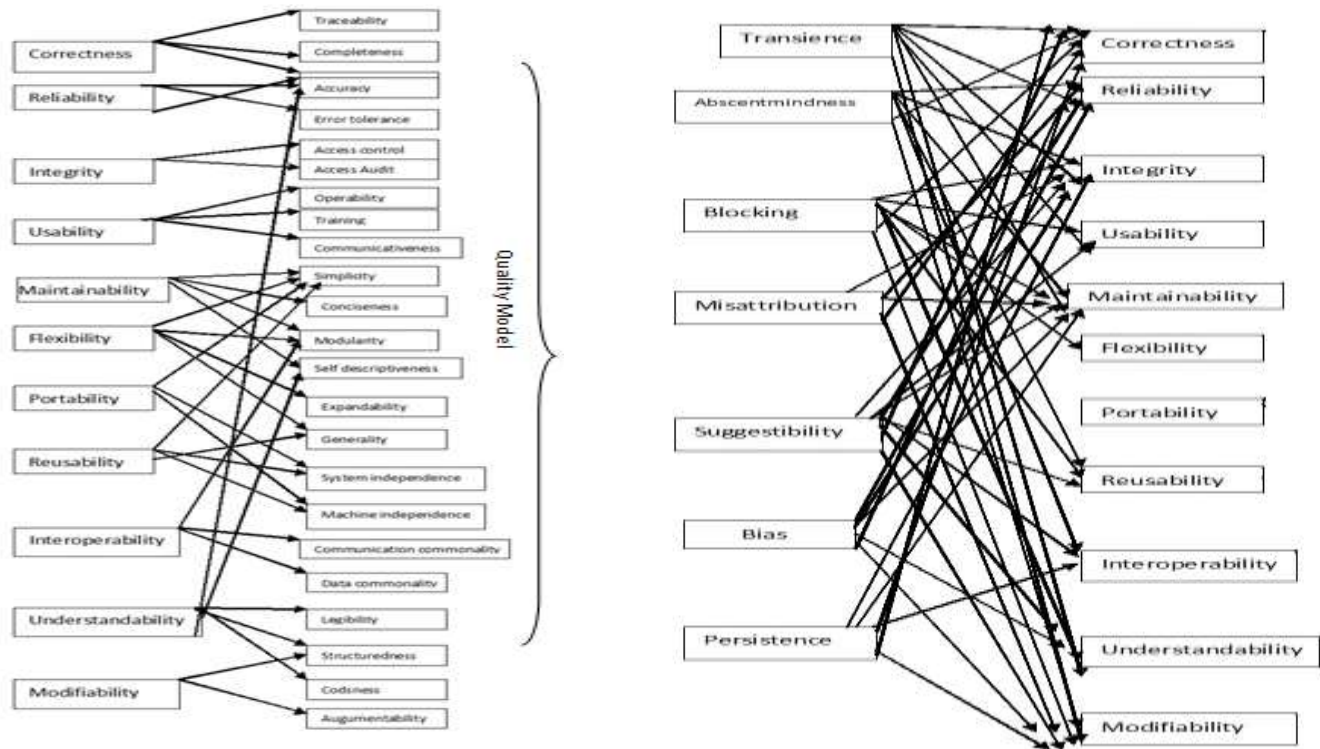 Correctness
Reliability
Integrity
Usability
Maintainability
Flexibility
Portability
Reusability
Interoperability
Understandability
Modifiability
Traceability
Completeness
Accuracy
Error tolerance
Access control
Access Audit
Operability
Training
Communicativeness
Simplicity
Conciseness
Modularity
Self descriptiveness
Expandability
Generality
System independence
Machine independence
Communication commonality
Data commonality
Legibility
Structuredness
Codsness
Augumentability
Quality Model
Transience
Abscentmindness
Blocking
Misattribution
Suggestibility
Bias
Persistence
Correctness
Reliability
Integrity
Usability
Maintainability
Flexibility
Portability
Reusability
Interoperability
Understandability
Modifiability